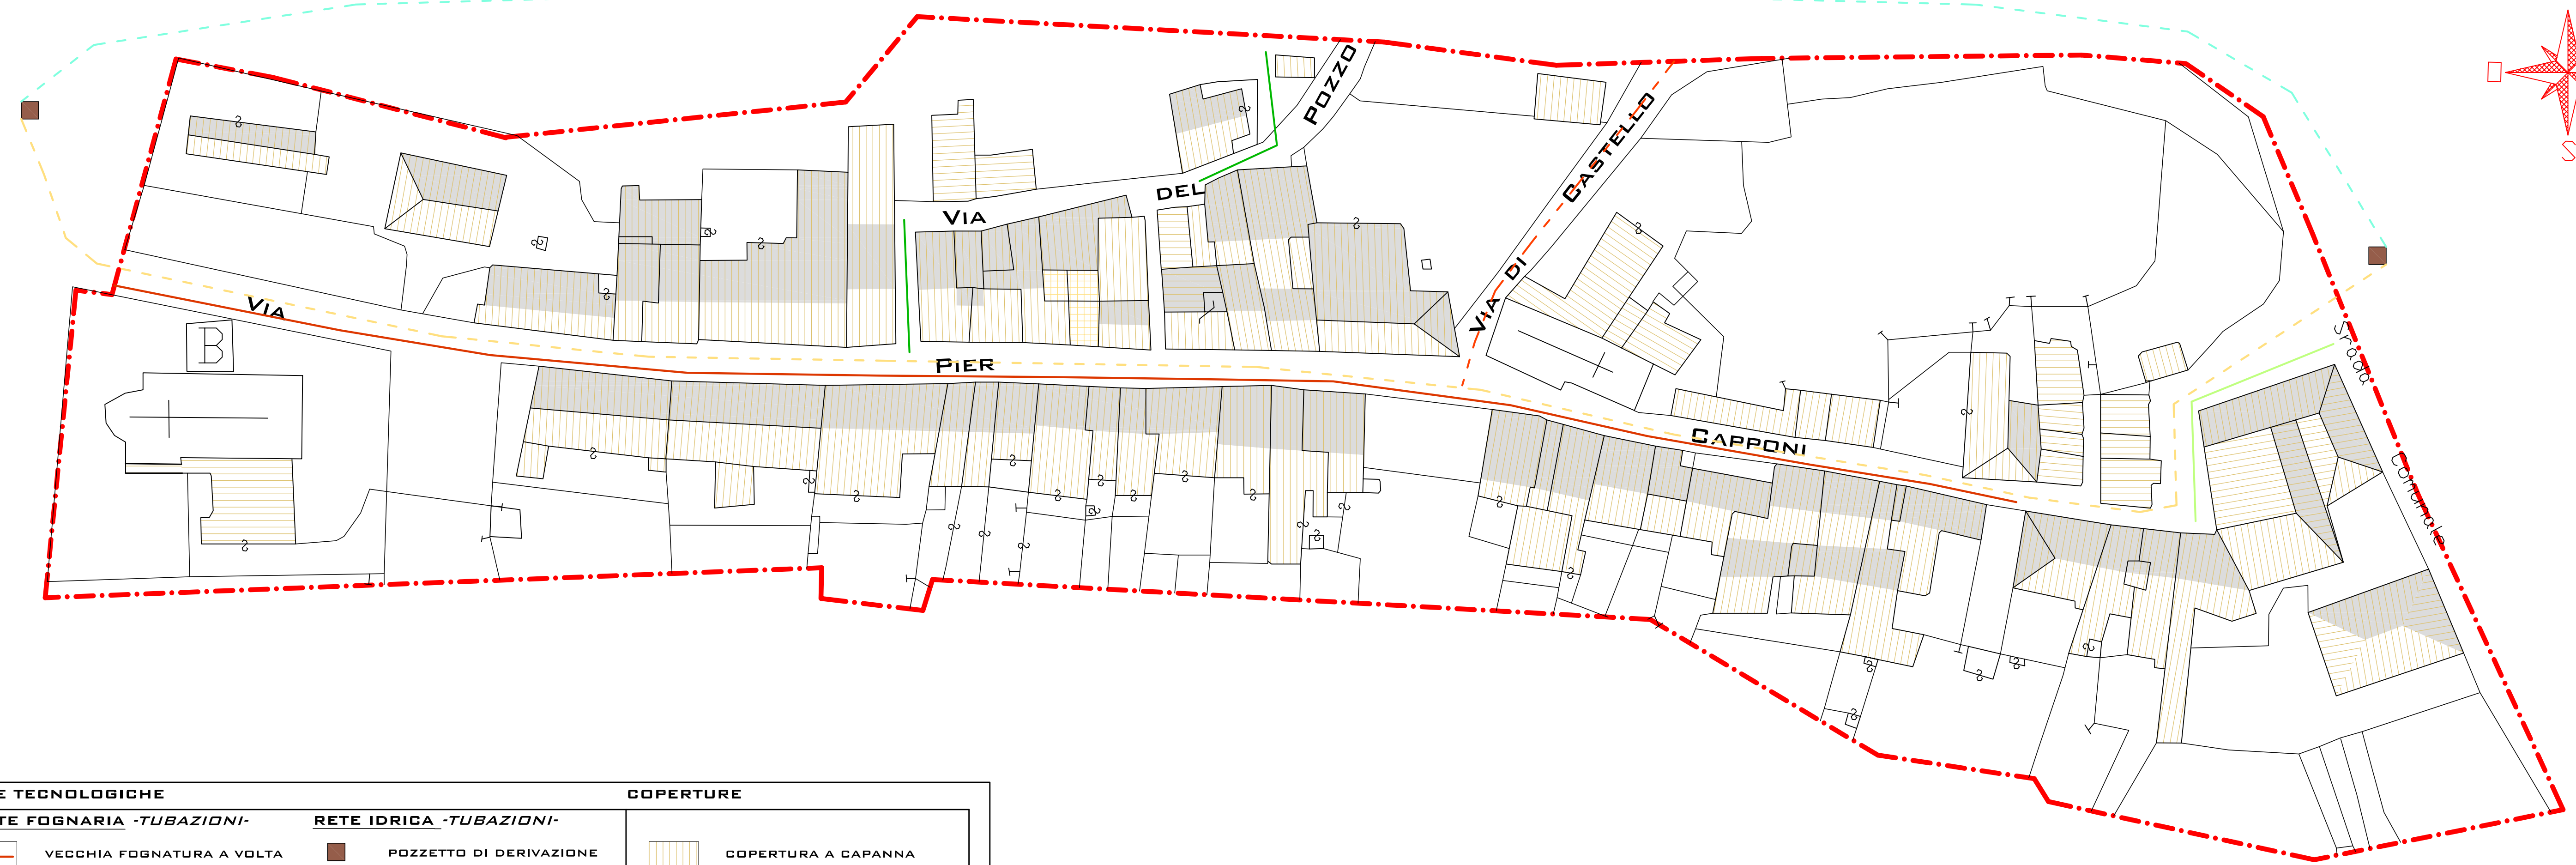 POZZO
DEL
VIA
VIA DI CASTELLO
VIA
PIER
CAPPONI
Comunale
B
S
E TECNOLOGICHE
COPERTURE
TE FOGNARIA -TUBAZIONI-
RETE IDRICA -TUBAZIONI-
VECCHIA FOGNATURA A VOLTA
POZZETTO DI DERIVAZIONE
COPERTURA A CAPANNA